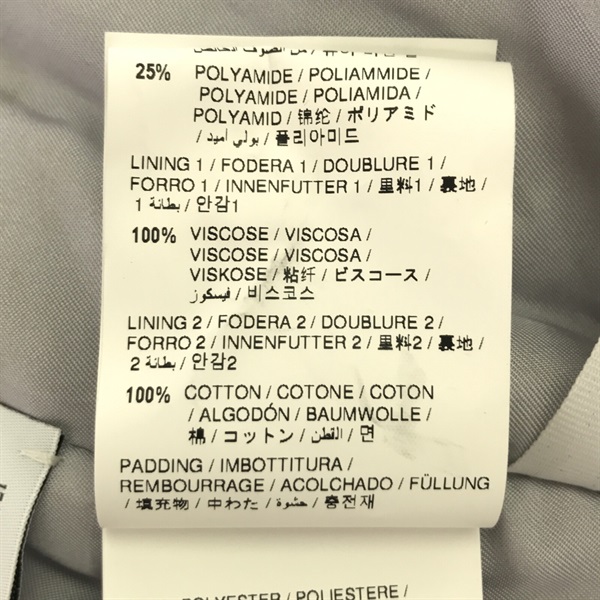 25% POLYAMIDE / POLIAMMIDE /
POLYAMIDE / POLIAMIDA /
POLYAMID / 锦纶 / ポリアミド
/ بولي أميد / 폴리아미드
LINING 1 / FODERA 1 / DOUBLURE 1 /
FORRO 1 / INNENFUTTER 1 / 里料1 / 裏地 /
1 بطانة / 안감1
100% VISCOSE / VISCOSA /
VISCOSE / VISCOSA /
VISKOSE / 粘纤 / ビスコース /
فيسكوز / 비스코스
LINING 2 / FODERA 2 / DOUBLURE 2 /
FORRO 2 / INNENFUTTER 2 / 里料2 / 裏地 /
2 بطانة / 안감2
100% COTTON / COTONE / COTON
/ ALGODÓN / BAUMWOLLE /
棉 / コットン / القطن / 면
PADDING / IMBOTTITURA /
REMBOURRAGE / ACOLCHADO / FÜLLUNG
/ 填充物 / 中わた / حشوة / 충전재
POLYESTER / POLIESTERE /